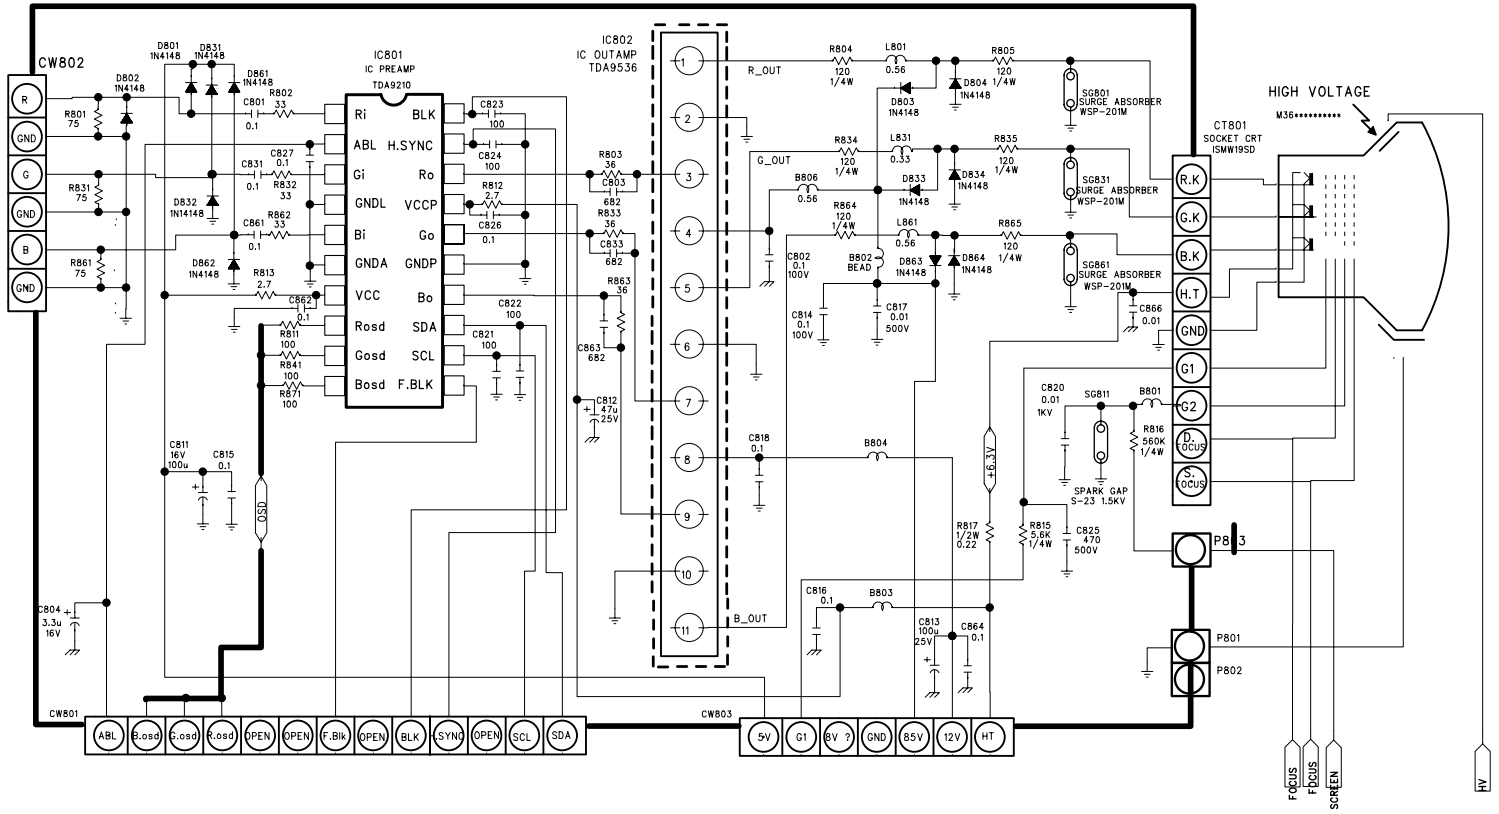 CW802
R
GND
G
GND
B
GND
R801
75
R831
75
R861
75
D802
1N4148
D801
1N4148
D831
1N4148
D861
1N4148
R802
33
C801
0.1
C827
0.1
C831
0.1
R832
33
D832
1N14148
C861
0.1
R862
33
D862
1N4148
R813
2.7
C862
0.1
R811
100
R841
100
R871
100
C811
16V
100u
C815
0.1
OSD
C804
3.3u
16V
IC801
IC PREAMP
TDA9210
Ri
ABL
Gi
GNDL
Bi
GNDA
VCC
Rosd
Gosd
Bosd
BLK
H.SYNC
Ro
VCCP
Go
GNDP
Bo
SDA
SCL
F.BLK
C823
100
C824
100
R812
2.7
C826
0.1
C822
100
C821
100
R803
36
C803
682
R833
36
C833
682
R863
36
C863
682
C812
47u
25V
IC802
IC OUTAMP
TDA9536
1
2
3
4
5
6
7
8
9
10
11
R_OUT
G_OUT
B_OUT
R804
120
1/4W
L801
0.56
D803
1N4148
D804
1N4148
R805
120
1/4W
SG801
SURGE ABSORBER
WSP-201M
R834
120
1/4W
L831
0.33
D833
1N4148
D834
1N4148
R835
120
1/4W
SG831
SURGE ABSORBER
WSP-201M
B806
0.56
R864
120
1/4W
L861
0.56
B802
BEAD
D863
1N4148
D864
1N4148
R865
120
1/4W
SG861
SURGE ABSORBER
WSP-201M
C802
0.1
100V
C814
0.1
100V
C817
0.01
500V
C866
0.01
C818
0.1
B804
+6.3V
R817
1/2W
0.22
R815
5.6K
1/4W
C825
470
500V
C820
0.01
1KV
SG811
SPARK GAP
S-23 1.5KV
B801
R816
560K
1/4W
C816
0.1
B803
C813
100u
25V
C864
0.1
CT801
SOCKET CRT
ISMW19SD
R.K
G.K
B.K
H.T
GND
G1
G2
D.
FOCUS
S.
FOCUS
HIGH VOLTAGE
M36**********
P801
P802
FOCUS
FOCUS
SCREEN
HV
CW801
ABL
B.osd
G.osd
R.osd
OPEN
OPEN
F.Blk
OPEN
BLK
H.SYNC
OPEN
SCL
SDA
CW803
5V
G1
8V ?
GND
85V
12V
HT